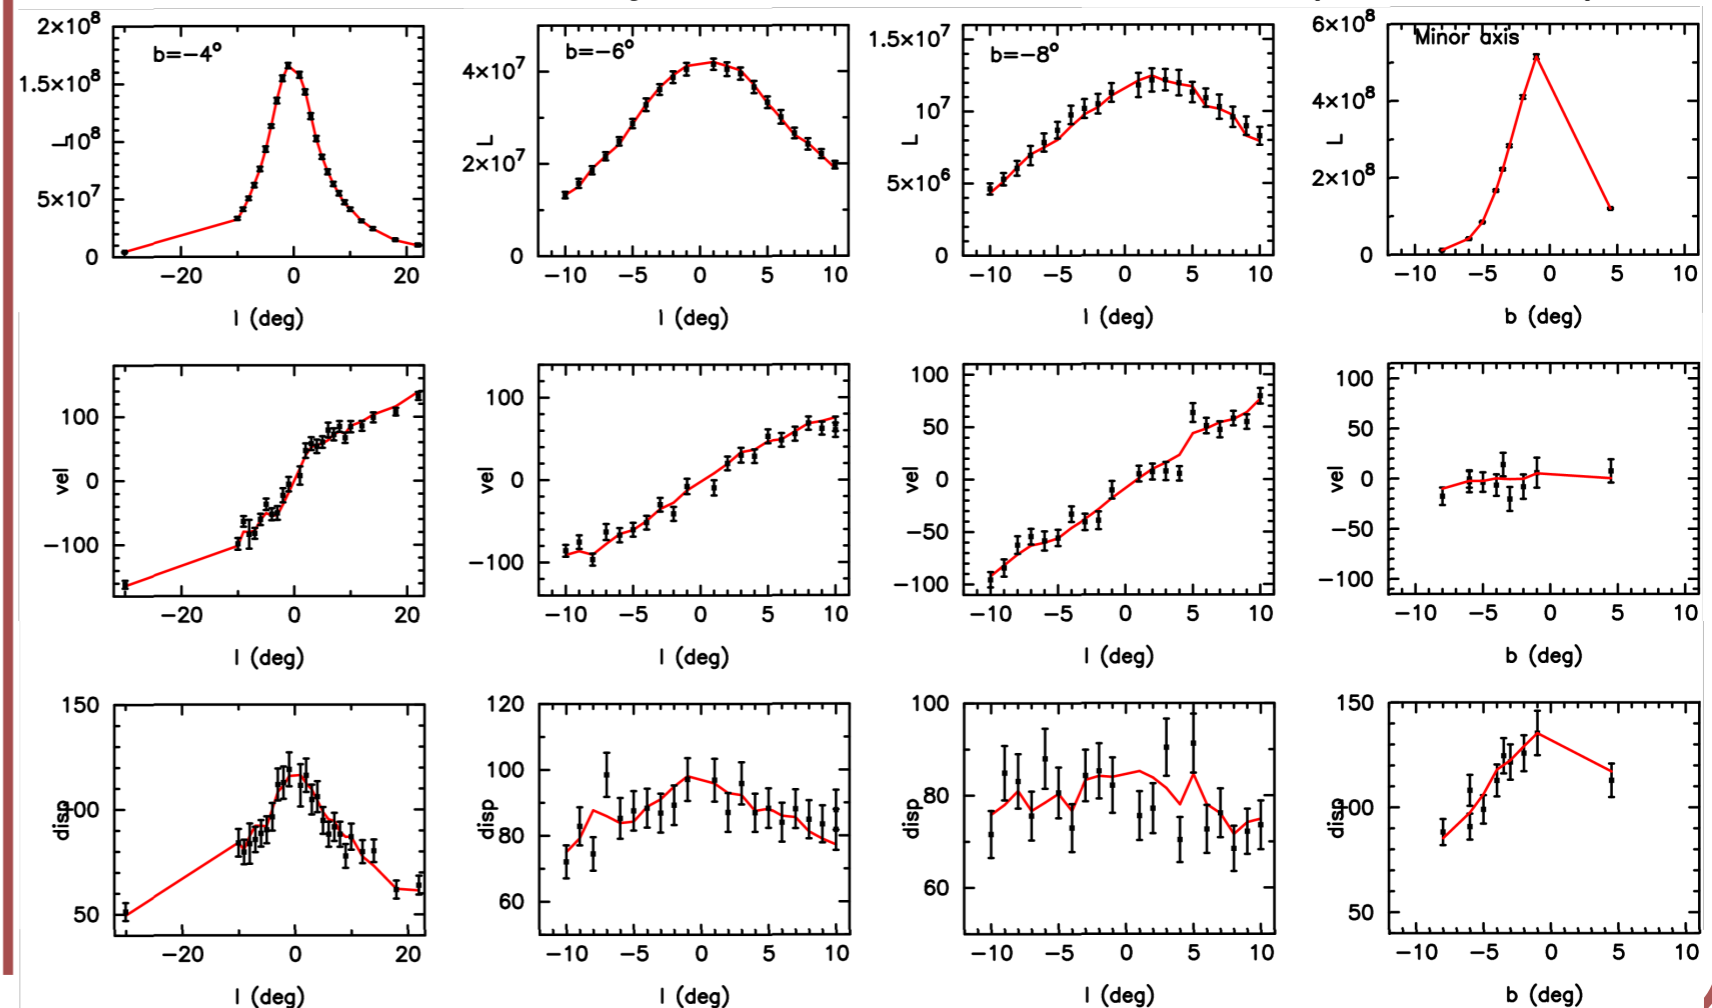 2×10⁸
1.5×10⁸
10⁸
5×10⁷
0
L
b=−4°
−20 0 20
l (deg)
4×10⁷
2×10⁷
0
L
b=−6°
−10 −5 0 5 10
l (deg)
1.5×10⁷
10⁷
5×10⁶
0
L
b=−8°
−10 −5 0 5 10
l (deg)
6×10⁸
4×10⁸
2×10⁸
0
L
Minor axis
−10 −5 0 5 10
b (deg)
100
0
−100
vel
−20 0 20
l (deg)
100
0
−100
vel
−10 −5 0 5 10
l (deg)
100
50
0
−50
−100
vel
−10 −5 0 5 10
l (deg)
100
50
0
−50
−100
vel
−10 −5 0 5 10
b (deg)
150
100
50
disp
−20 0 20
l (deg)
120
100
80
60
disp
−10 −5 0 5 10
l (deg)
100
80
60
disp
−10 −5 0 5 10
l (deg)
150
100
50
disp
−10 −5 0 5 10
b (deg)